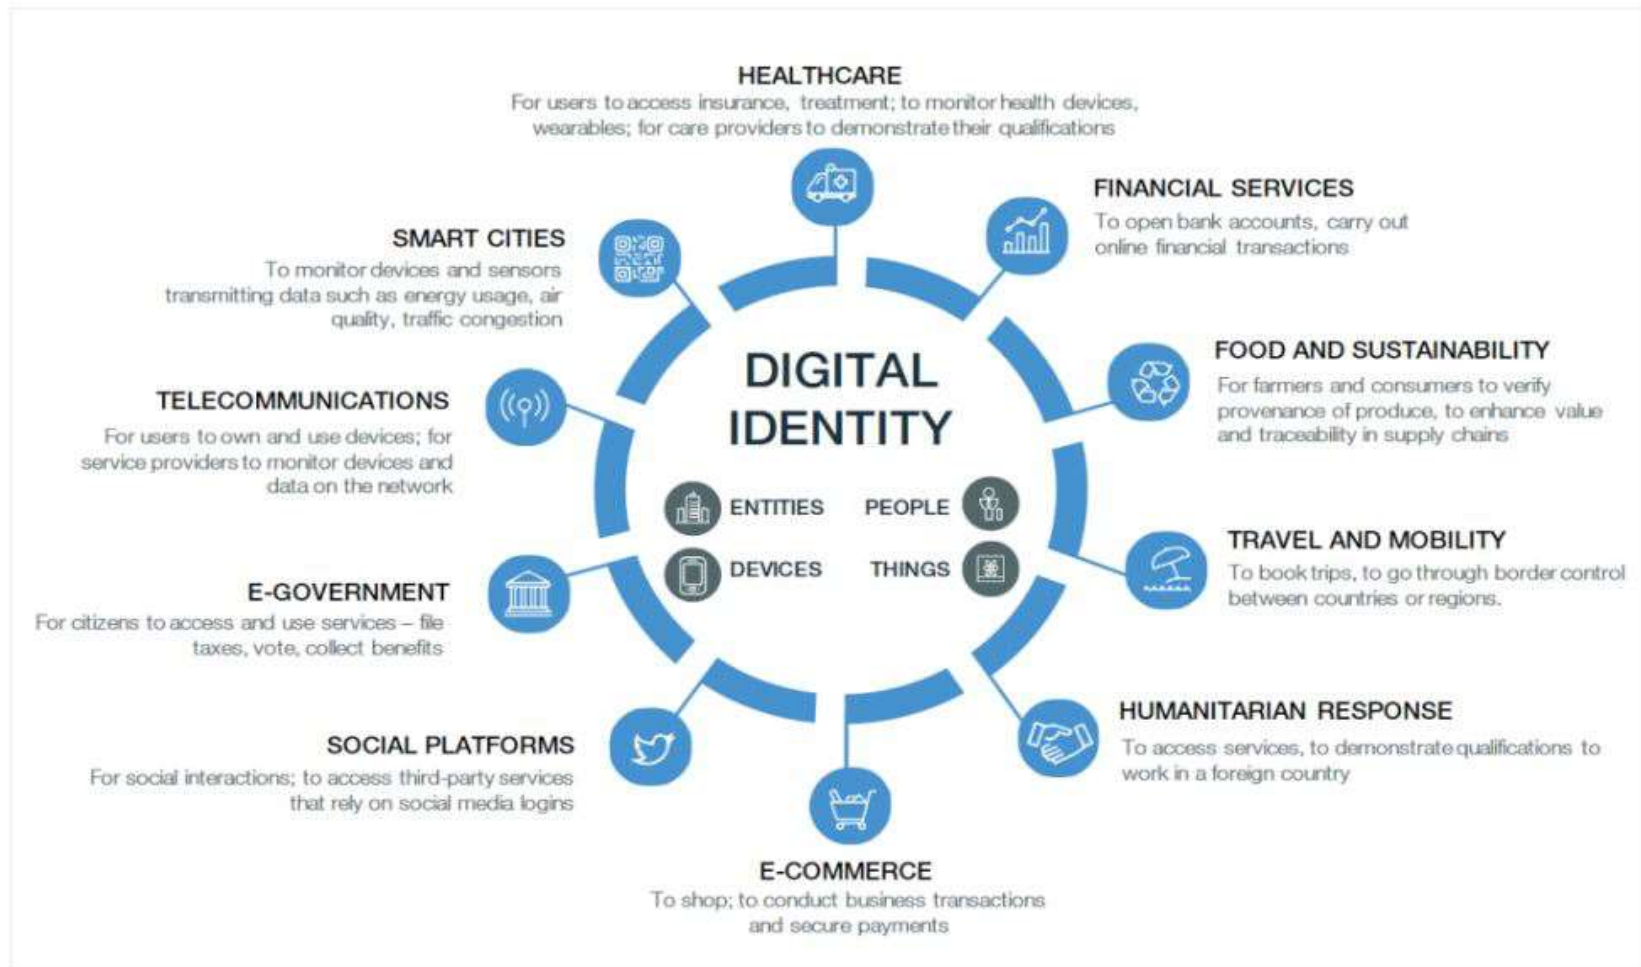 HEALTHCARE
For users to access insurance, treatment; to monitor health devices,
wearables; for care providers to demonstrate their qualifications
FINANCIAL SERVICES
To open bank accounts, carry out
online financial transactions
SMART CITIES
To monitor devices and sensors
transmitting data such as energy usage, air
quality, traffic congestion
FOOD AND SUSTAINABILITY
For farmers and consumers to verify
provenance of produce, to enhance value
and traceability in supply chains
DIGITAL
IDENTITY
TELECOMMUNICATIONS
For users to own and use devices; for
service providers to monitor devices and
data on the network
ENTITIES
PEOPLE
DEVICES
THINGS
TRAVEL AND MOBILITY
To book trips, to go through border control
between countries or regions.
E-GOVERNMENT
For citizens to access and use services – file
taxes, vote, collect benefits
HUMANITARIAN RESPONSE
To access services, to demonstrate qualifications to
work in a foreign country
SOCIAL PLATFORMS
For social interactions; to access third-party services
that rely on social media logins
E-COMMERCE
To shop; to conduct business transactions
and secure payments